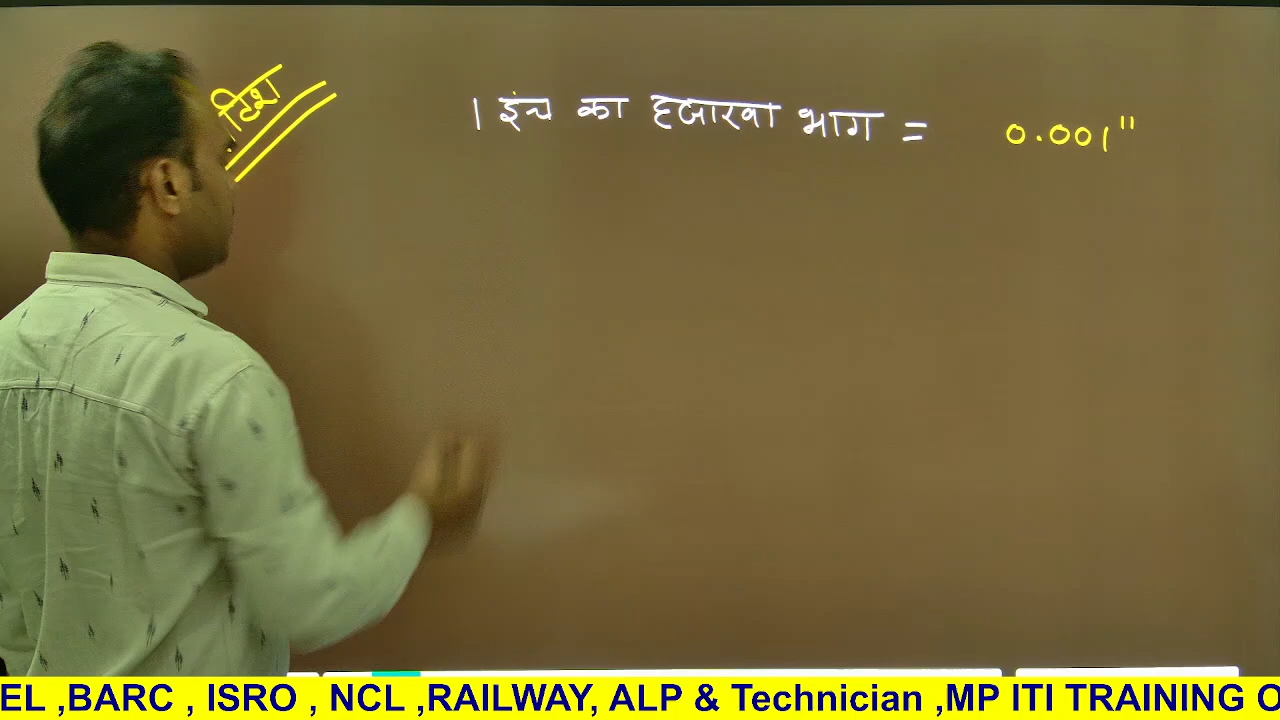 टिश
1 इंच का हजारवा भाग = 0.001"
EL ,BARC , ISRO , NCL ,RAILWAY, ALP & Technician ,MP ITI TRAINING O